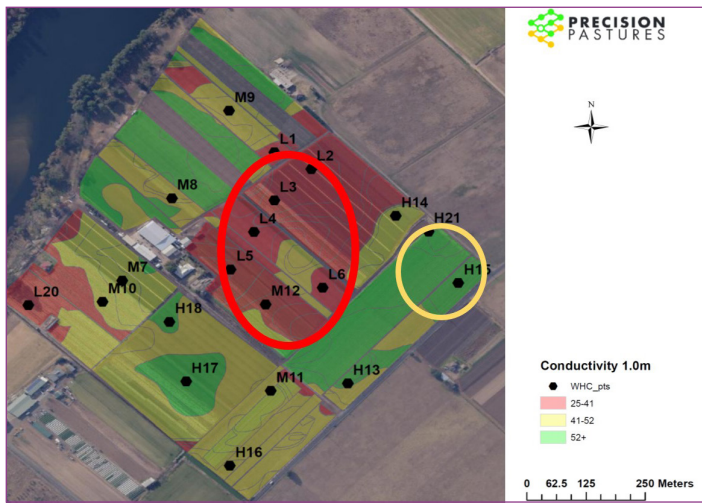 PRECISION
PASTURES
N
M9
L1
L2
L3
M8
H14
L4
H21
L5
H15
M7
L6
L20
M10
M12
H18
H17
M11
H13
H16
Conductivity 1.0m
WHC_pts
25-41
41-52
52+
0 62.5 125 250 Meters